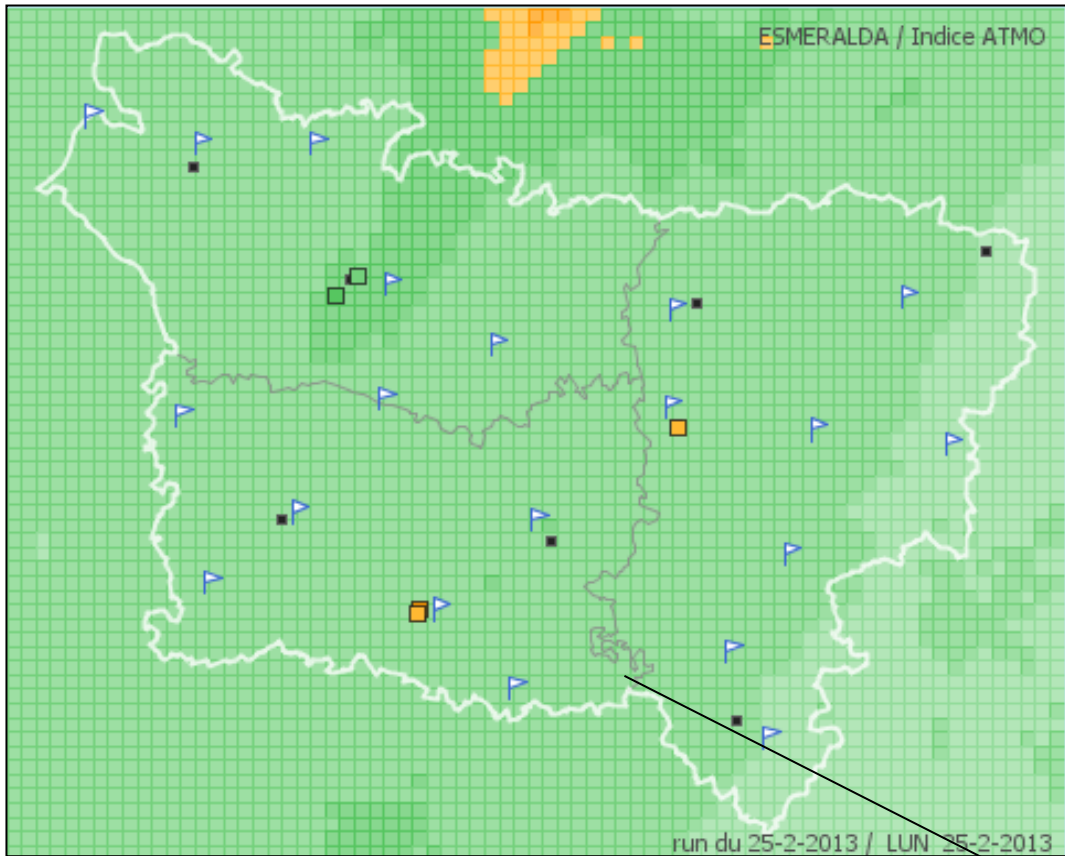 ESMERALDA / Indice ATMO
run du 25-2-2013 / LUN 25-2-2013